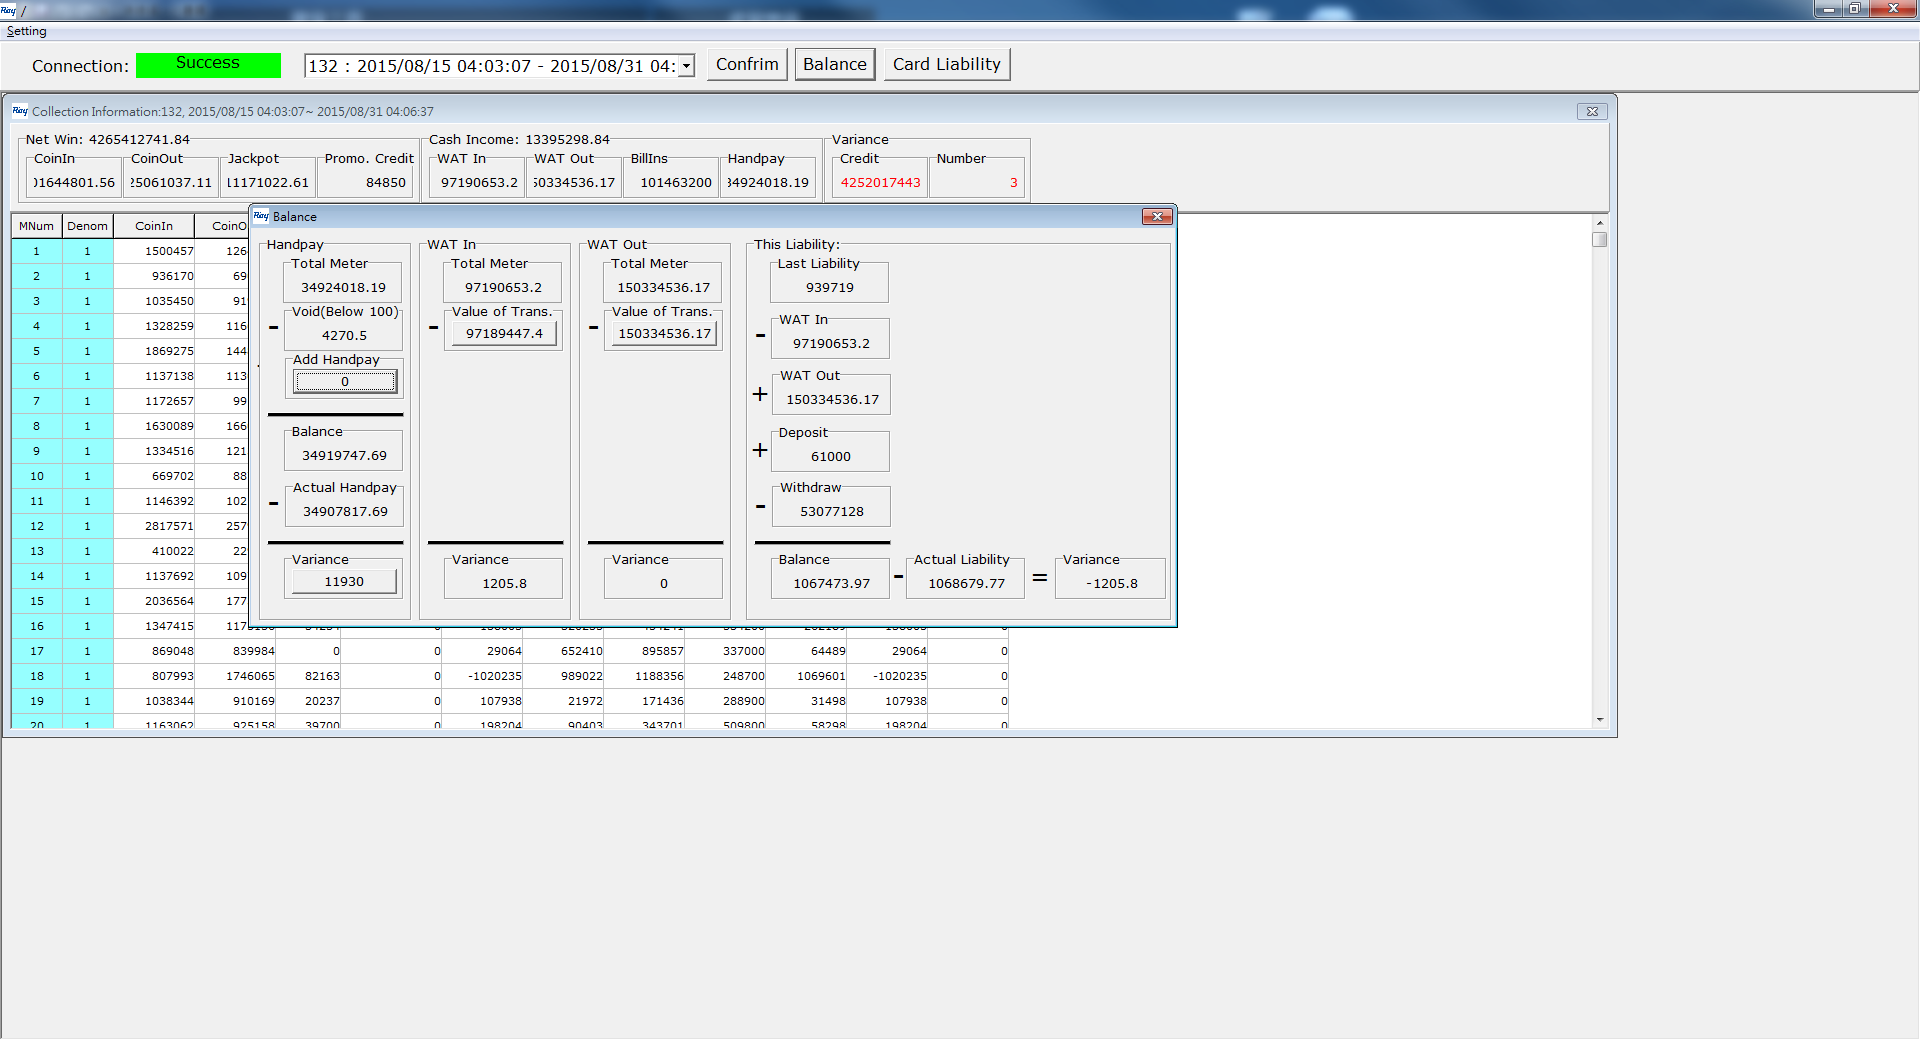 Ray /
Setting
Connection: Success 132 : 2015/08/15 04:03:07 - 2015/08/31 04: Confrim Balance Card Liability
Ray Collection Information:132, 2015/08/15 04:03:07~ 2015/08/31 04:06:37
Net Win: 4265412741.84 Cash Income: 13395298.84 Variance
CoinIn CoinOut Jackpot Promo. Credit WAT In WAT Out BillIns Handpay Credit Number
01644801.56 25061037.11 11171022.61 84850 97190653.2 50334536.17 101463200 34924018.19 4252017443 3
MNum Denom CoinIn CoinO
1 1 1500457 126
2 1 936170 69
3 1 1035450 91
4 1 1328259 116
5 1 1869275 144
6 1 1137138 113
7 1 1172657 99
8 1 1630089 166
9 1 1334516 121
10 1 669702 88
11 1 1146392 102
12 1 2817571 257
13 1 410022 22
14 1 1137692 109
15 1 2036564 177
16 1 1347415
17 1 869048 839984 0 0 29064 652410 895857 337000 64489 29064 0
18 1 807993 1746065 82163 0 -1020235 989022 1188356 248700 1069601 -1020235 0
19 1 1038344 910169 20237 0 107938 21972 171436 288900 31498 107938 0
20 1 1163062 925158 39700 0 198204 90403 343701 509800 58298 198204 0
Ray Balance
Handpay
Total Meter
34924018.19
- Void(Below 100)
4270.5
Add Handpay
0
Balance
34919747.69
- Actual Handpay
34907817.69
Variance
11930
WAT In
Total Meter
97190653.2
- Value of Trans.
97189447.4
Variance
1205.8
WAT Out
Total Meter
150334536.17
- Value of Trans.
150334536.17
Variance
0
This Liability:
Last Liability
939719
- WAT In
97190653.2
+ WAT Out
150334536.17
+ Deposit
61000
- Withdraw
53077128
Balance Actual Liability Variance
1067473.97 - 1068679.77 = -1205.8